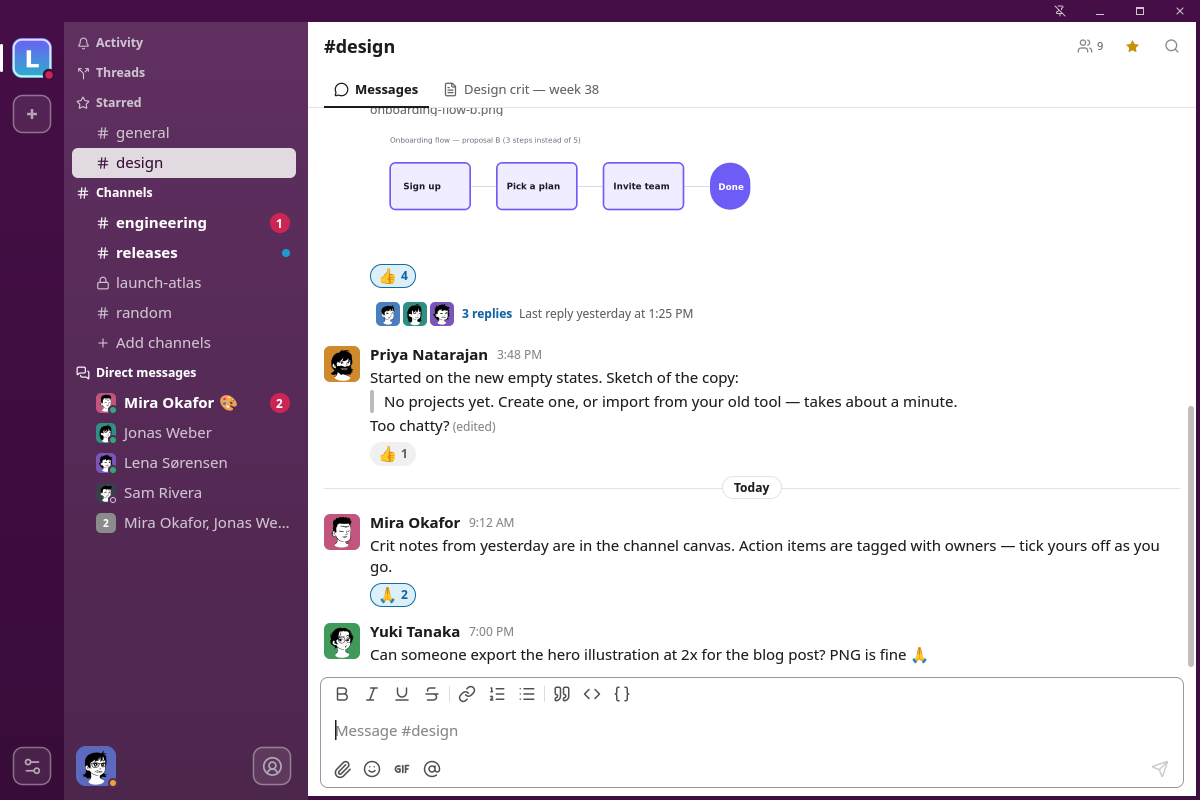 L
Activity
Threads
Starred
general
design
Channels
engineering 1
releases
launch-atlas
random
Add channels
Direct messages
Mira Okafor 🎨 2
Jonas Weber
Lena Sørensen
Sam Rivera
2 Mira Okafor, Jonas We...
#design
9
Messages
Design crit — week 38
onboarding-flow-b.png
Onboarding flow — proposal B (3 steps instead of 5)
Sign up
Pick a plan
Invite team
Done
👍 4
3 replies Last reply yesterday at 1:25 PM
Priya Natarajan 3:48 PM
Started on the new empty states. Sketch of the copy:
No projects yet. Create one, or import from your old tool — takes about a minute.
Too chatty? (edited)
👍 1
Today
Mira Okafor 9:12 AM
Crit notes from yesterday are in the channel canvas. Action items are tagged with owners — tick yours off as you
go.
🙏 2
Yuki Tanaka 7:00 PM
Can someone export the hero illustration at 2x for the blog post? PNG is fine 🙏
Message #design
GIF